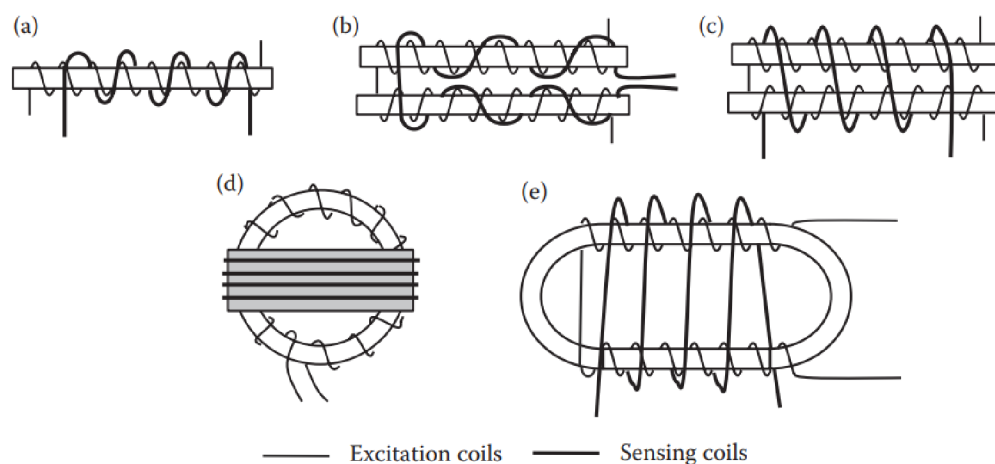 (a)
(b)
(c)
(d)
(e)
Excitation coils
Sensing coils